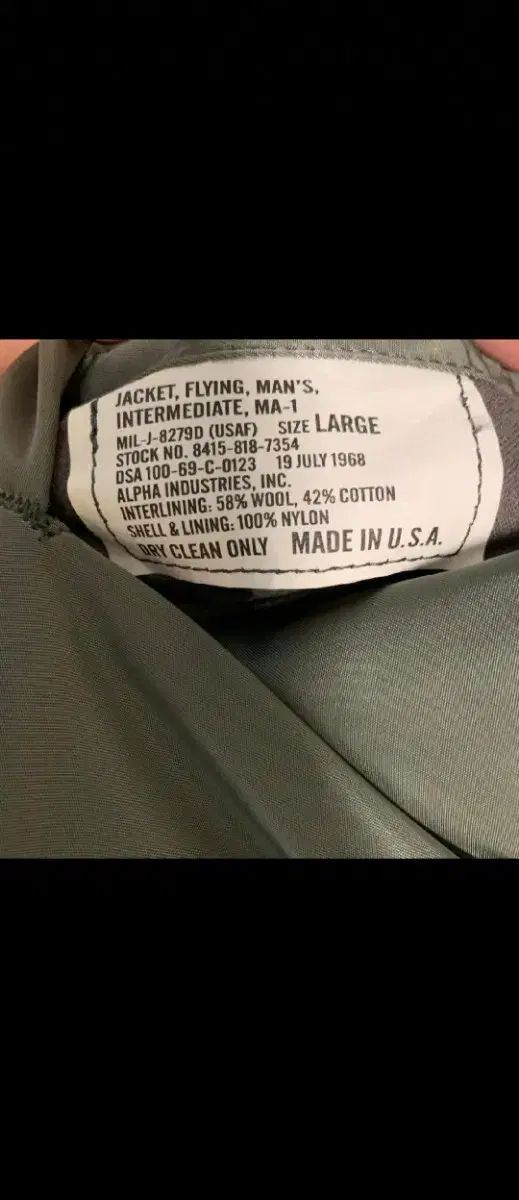 JACKET, FLYING, MAN'S,
INTERMEDIATE, MA-1
MIL-J-8279D (USAF) SIZE LARGE
STOCK NO. 8415-818-7354
DSA 100-69-C-0123 19 JULY 1968
ALPHA INDUSTRIES, INC.
INTERLINING: 58% WOOL, 42% COTTON
SHELL & LINING: 100% NYLON
DRY CLEAN ONLY MADE IN U.S.A.